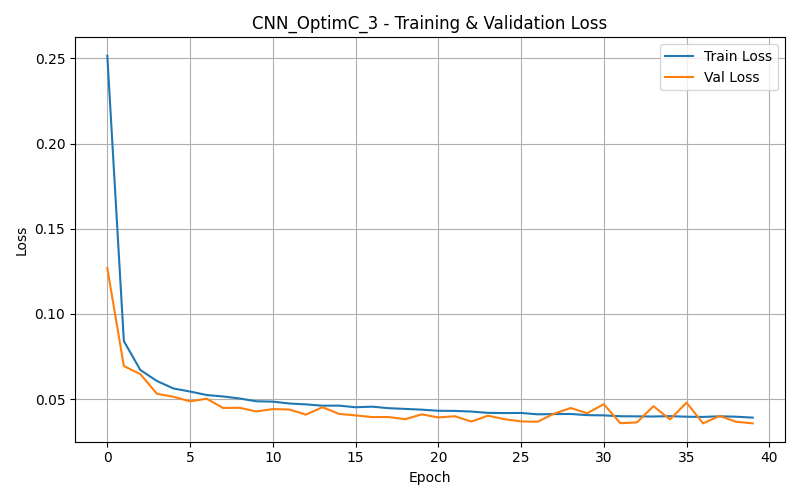 CNN_OptimC_3 - Training & Validation Loss
Train Loss
Val Loss
Loss
0.25
0.20
0.15
0.10
0.05
0 5 10 15 20 25 30 35 40
Epoch